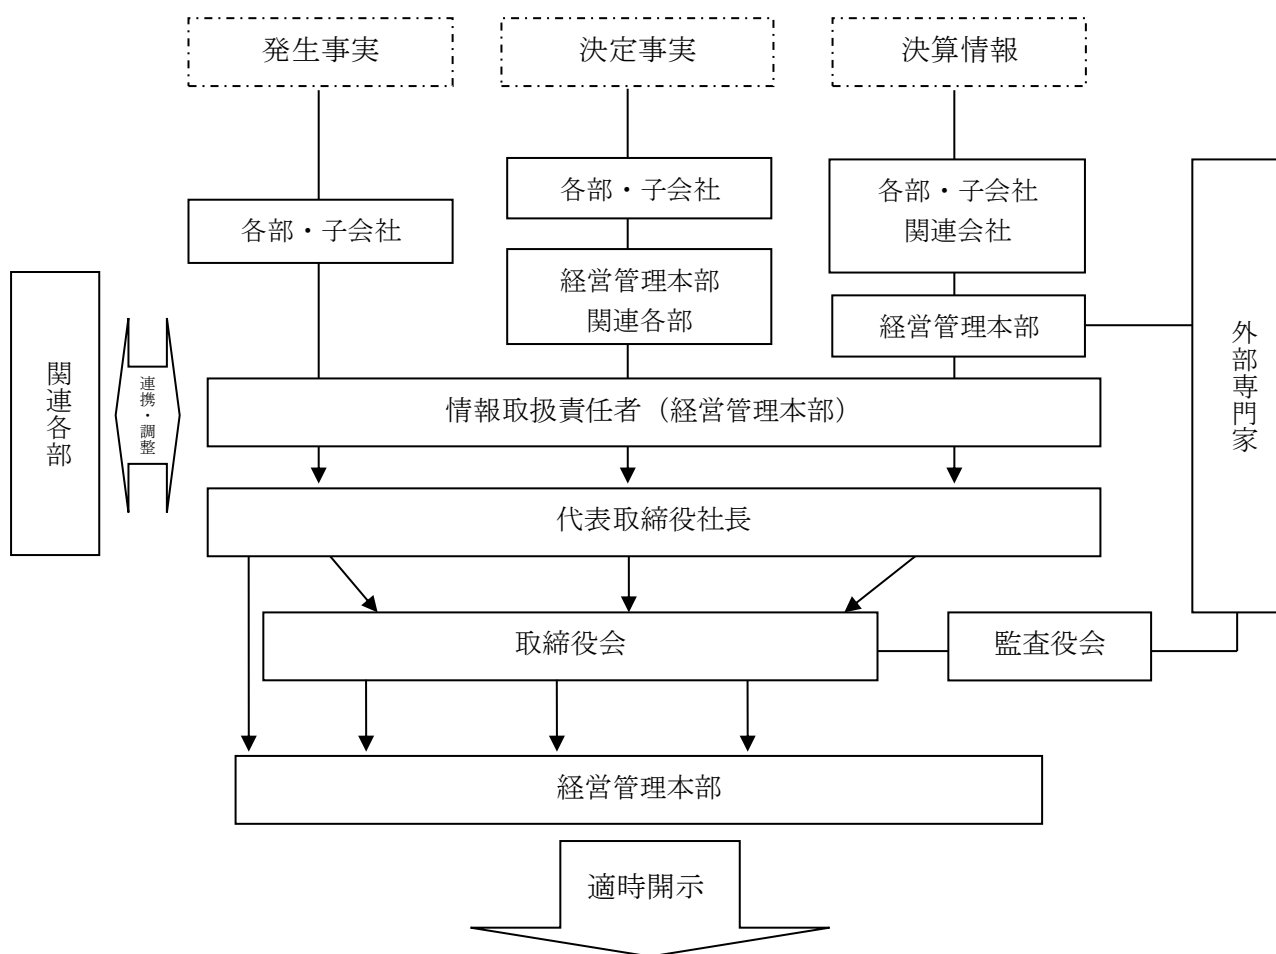 発生事実
決定事実
決算情報
各部・子会社
各部・子会社
各部・子会社
関連会社
経営管理本部
関連各部
経営管理本部
外部専門家
関連各部
連携・調整
情報取扱責任者（経営管理本部）
代表取締役社長
取締役会
監査役会
経営管理本部
適時開示